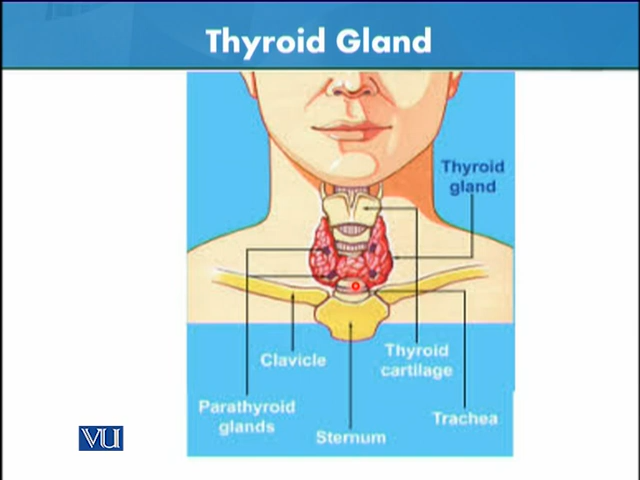 Thyroid Gland
Thyroid
gland
Clavicle
Thyroid
cartilage
Parathyroid
glands
Trachea
Sternum
VU